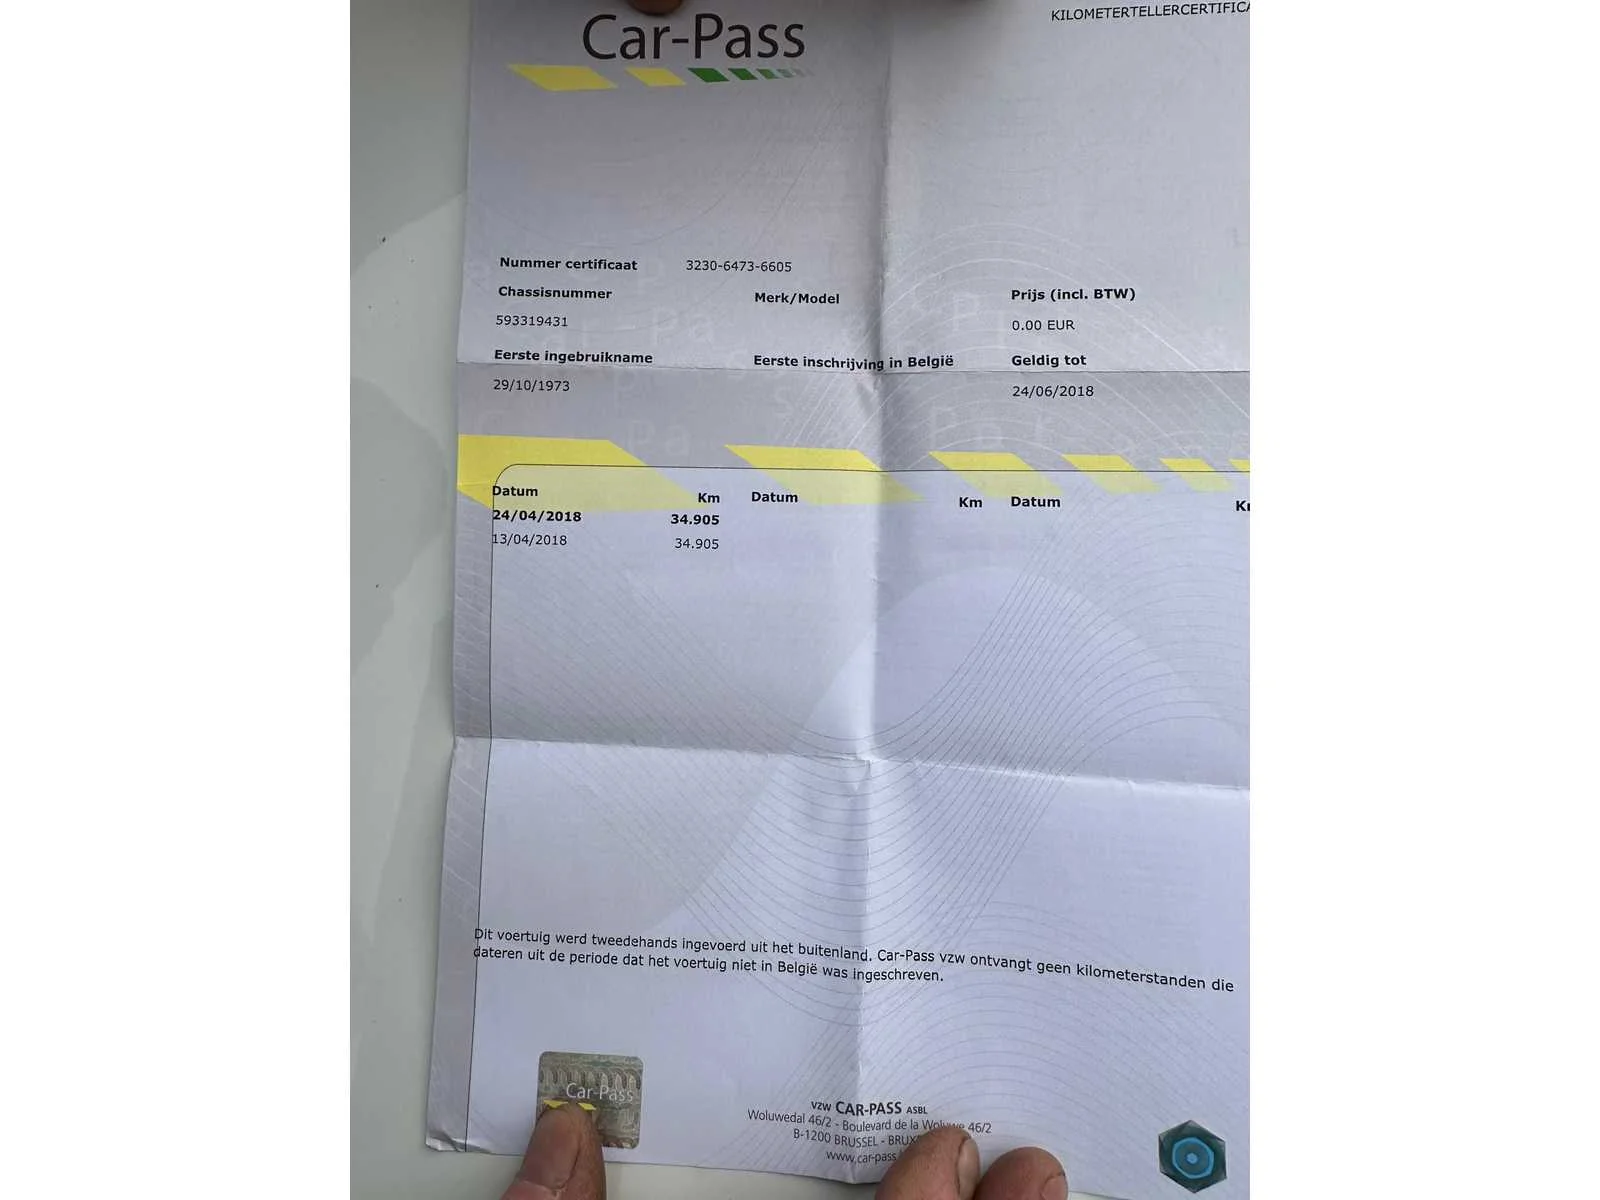 Car-Pass
KILOMETERTELLERCERTIFICA
Nummer certificaat 3230-6473-6605
Chassisnummer Merk/Model Prijs (incl. BTW)
593319431 0.00 EUR
Eerste ingebruikname Eerste inschrijving in België Geldig tot
29/10/1973 24/06/2018
Datum Km Datum Km Datum
24/04/2018 34.905
13/04/2018 34.905
Dit voertuig werd tweedehands ingevoerd uit het buitenland. Car-Pass vzw ontvangt geen kilometerstanden die
dateren uit de periode dat het voertuig niet in België was ingeschreven.
Car-Pass
vzw CAR-PASS ASBL
Woluwedal 46/2 - Boulevard de la Woluwe 46/2
B-1200 BRUSSEL - BRUX
www.car-pass